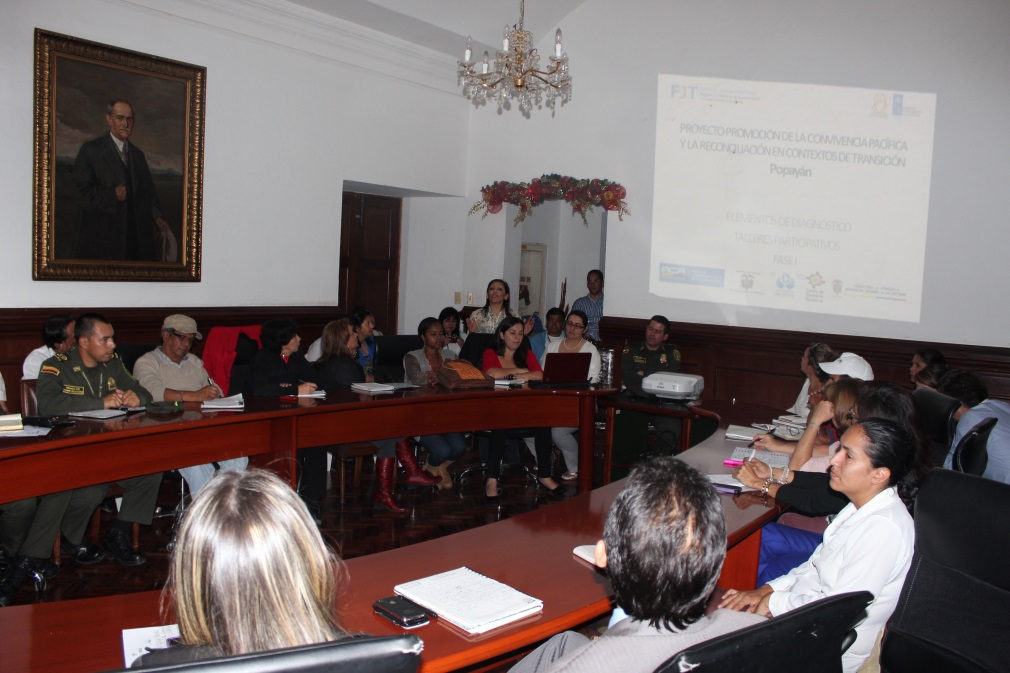 FJT
PROYECTO PROMOCIÓN DE LA CONVIVENCIA PACÍFICA
Y LA RECONCILIACIÓN EN CONTEXTOS DE TRANSICIÓN
Popayán
ELEMENTOS DE DIAGNÓSTICO
TALLERES PARTICIPATIVOS
FASE I